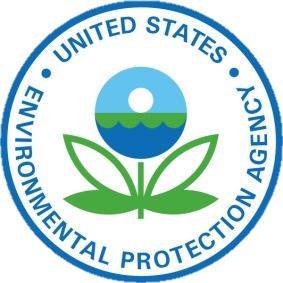 UNITED STATES
ENVIRONMENTAL PROTECTION AGENCY